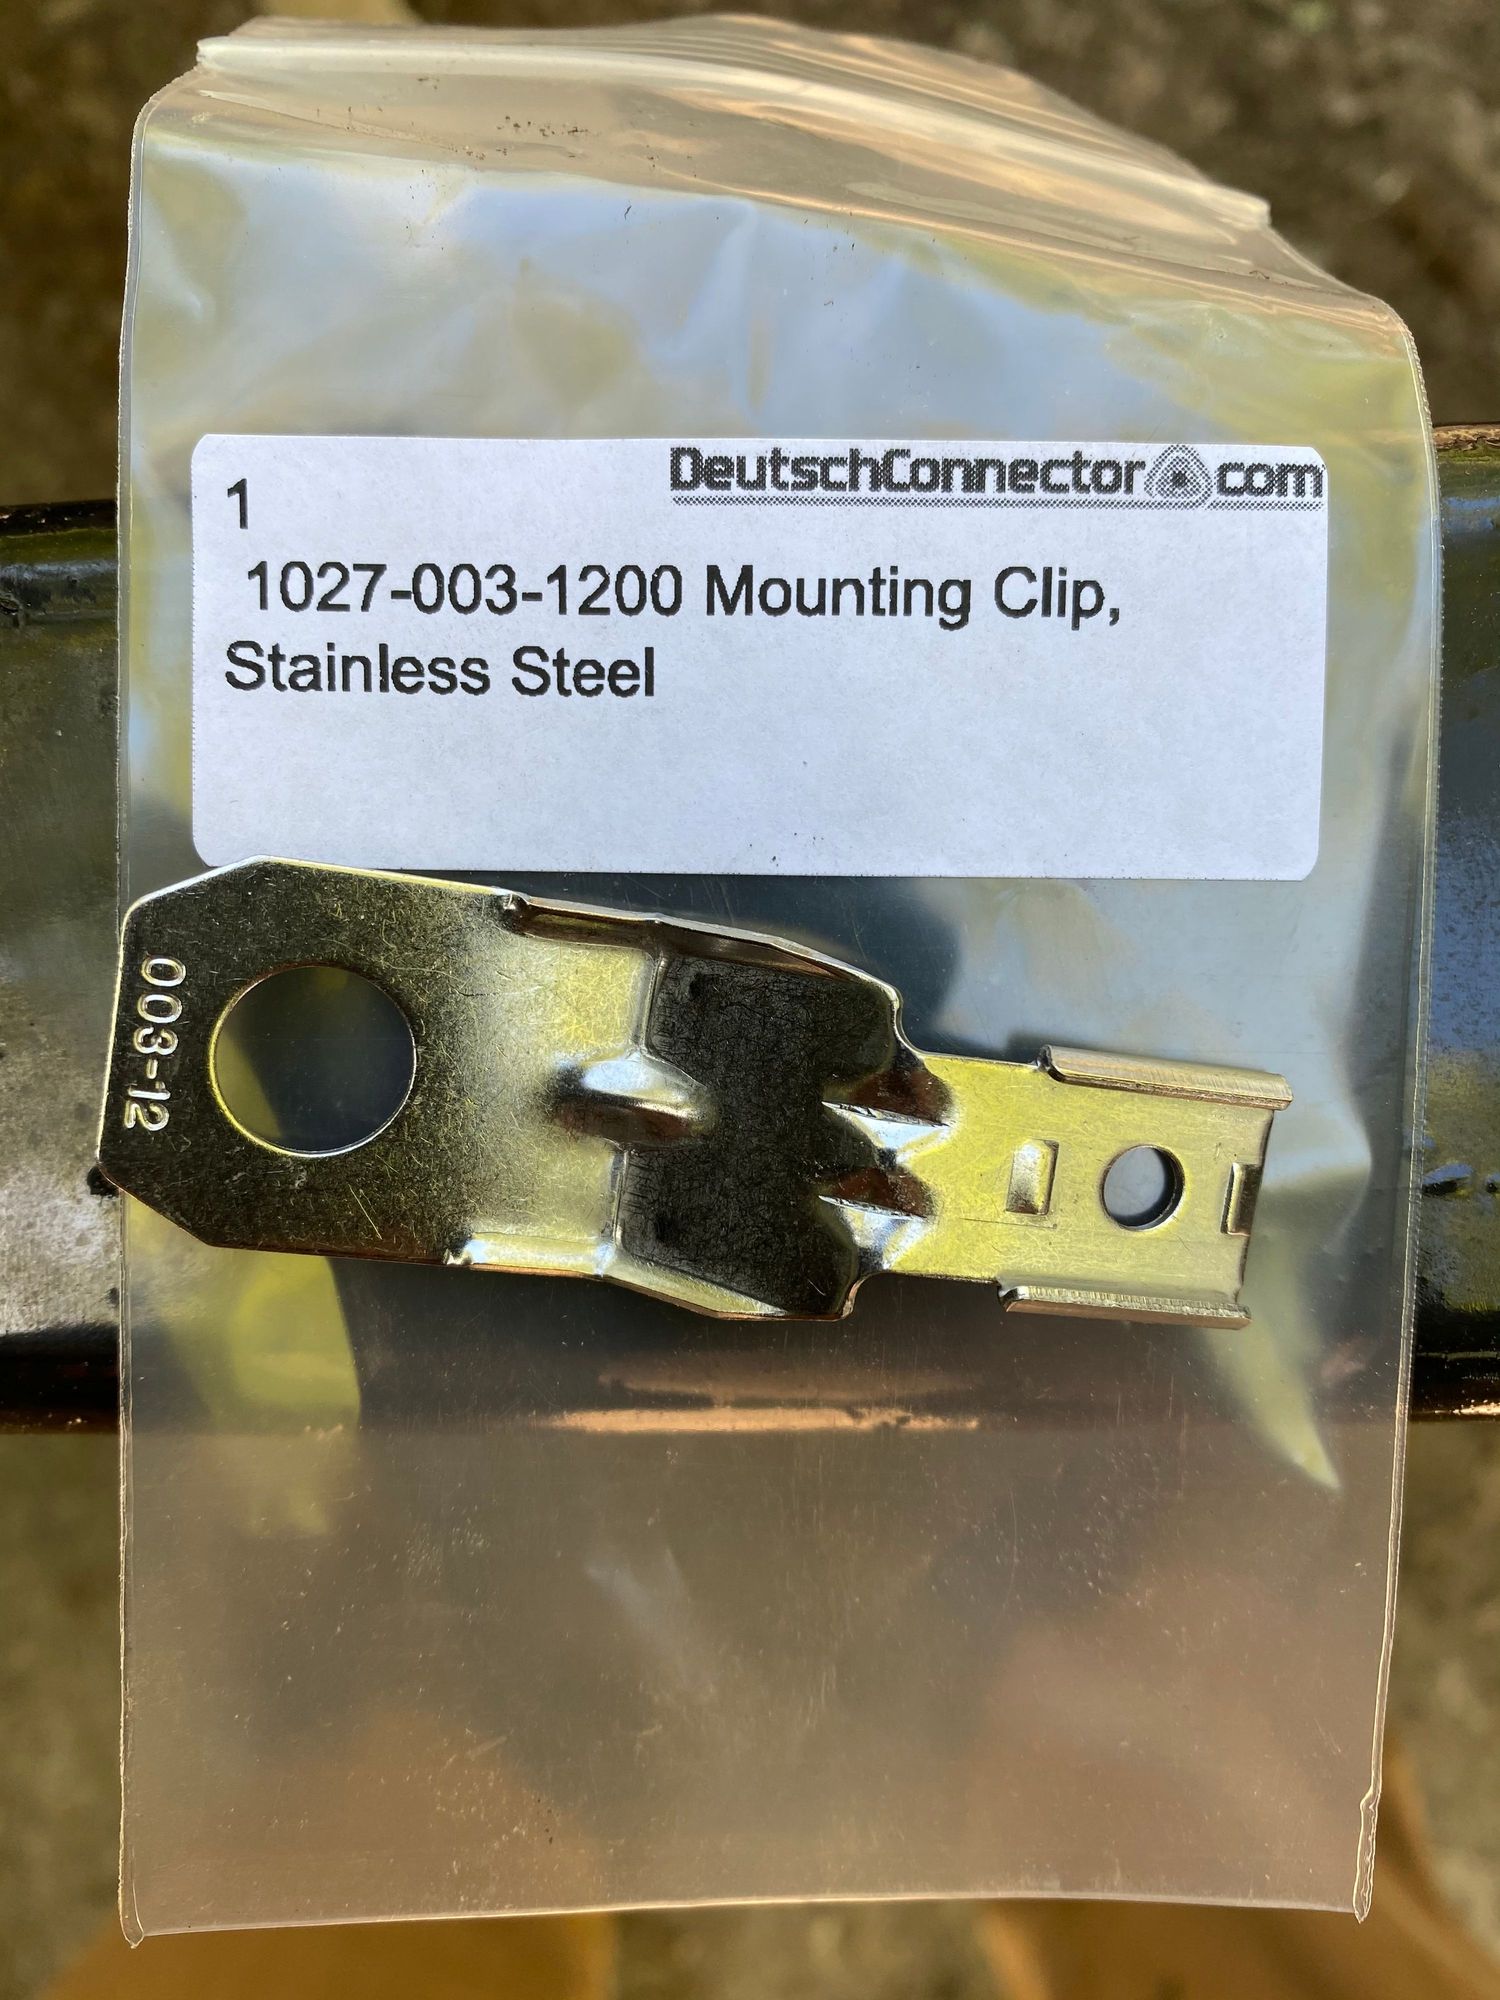 DeutschConnector.com
1
1027-003-1200 Mounting Clip,
Stainless Steel
003-12